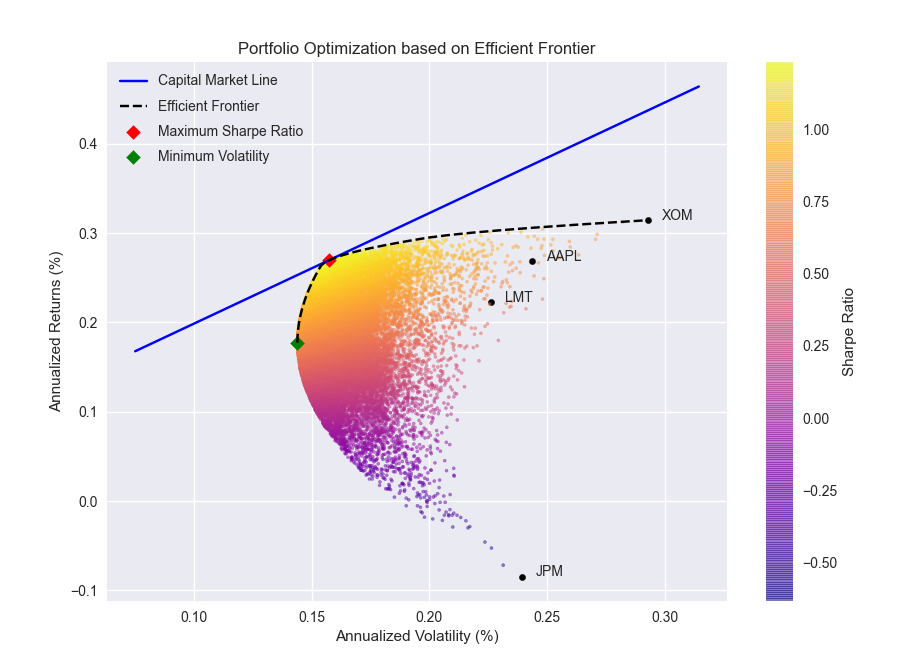 Portfolio Optimization based on Efficient Frontier
Capital Market Line
Efficient Frontier
Maximum Sharpe Ratio
Minimum Volatility
XOM
AAPL
LMT
JPM
0.4
0.3
0.2
0.1
0.0
−0.1
Annualized Returns (%)
0.10
0.15
0.20
0.25
0.30
Annualized Volatility (%)
1.00
0.75
0.50
0.25
0.00
−0.25
−0.50
Sharpe Ratio